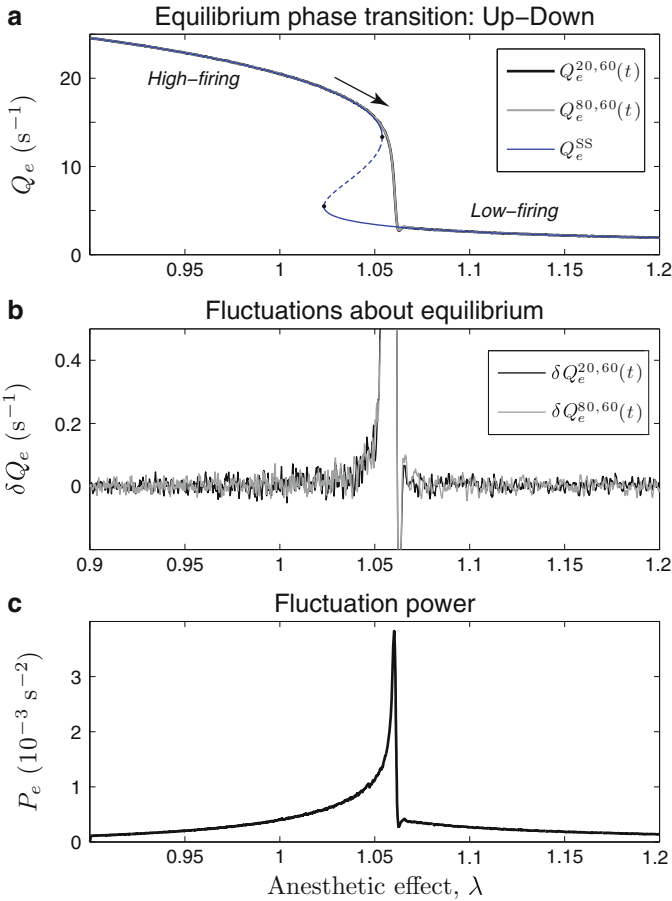 a Equilibrium phase transition: Up–Down
High–firing
Q_e^{20,60}(t)
Q_e^{80,60}(t)
Q_e^{SS}
Low–firing
Q_e (s^{−1})
20
10
0
0.95 1 1.05 1.1 1.15 1.2
b Fluctuations about equilibrium
δQ_e^{20,60}(t)
δQ_e^{80,60}(t)
δQ_e (s^{−1})
0.4
0.2
0
0.9 0.95 1 1.05 1.1 1.15 1.2
c Fluctuation power
P_e (10^{−3} s^{−2})
3
2
1
0
0.95 1 1.05 1.1 1.15 1.2
Anesthetic effect, λ